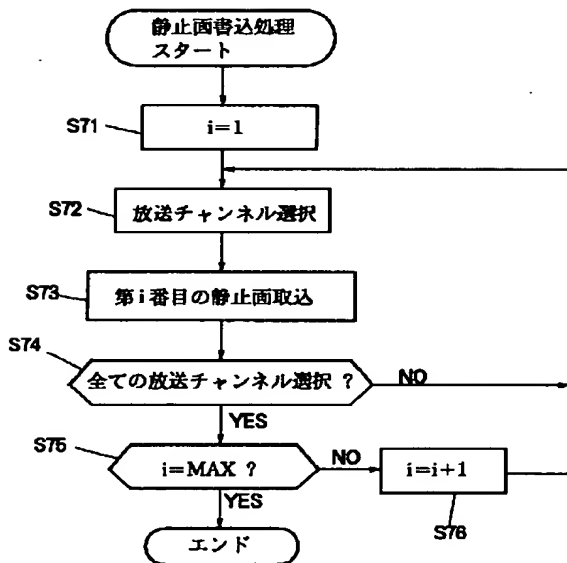 静止面書込処理
スタート
S71
i=1
S72
放送チャンネル選択
S73
第i番目の静止面取込
S74
全ての放送チャンネル選択 ?
NO
YES
S75
i=MAX ?
NO
i=i+1
YES
S76
エンド